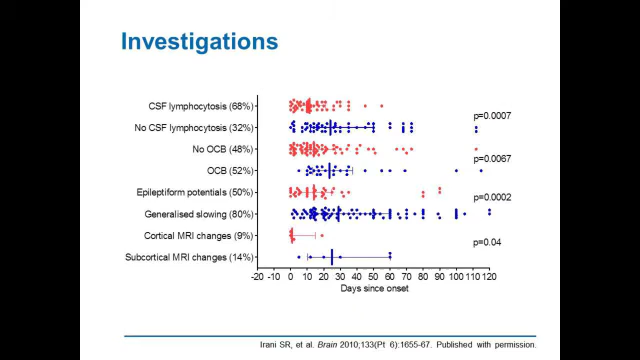 Investigations
CSF lymphocytosis (68%)
p=0.0007
No CSF lymphocytosis (32%)
No OCB (48%)
p=0.0067
OCB (52%)
Epileptiform potentials (50%)
p=0.0002
Generalised slowing (80%)
Cortical MRI changes (9%)
p=0.04
Subcortical MRI changes (14%)
-20 -10 0 10 20 30 40 50 60 70 80 90 100 110 120
Days since onset
Irani SR, et al. Brain 2010;133(Pt 6):1655-67. Published with permission.